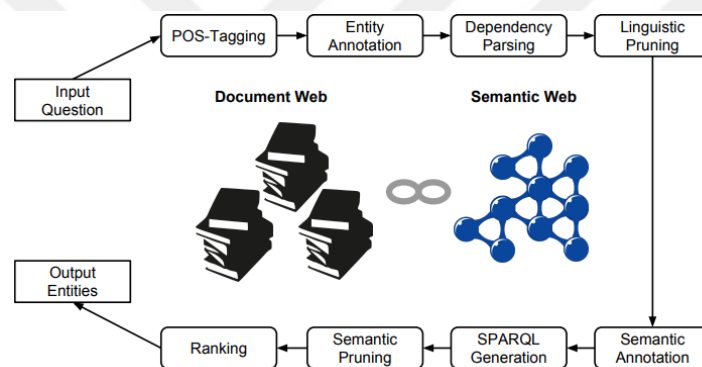 POS-Tagging
Entity
Annotation
Dependency
Parsing
Linguistic
Pruning
Input
Question
Document Web
Semantic Web
Output
Entities
Ranking
Semantic
Pruning
SPARQL
Generation
Semantic
Annotation